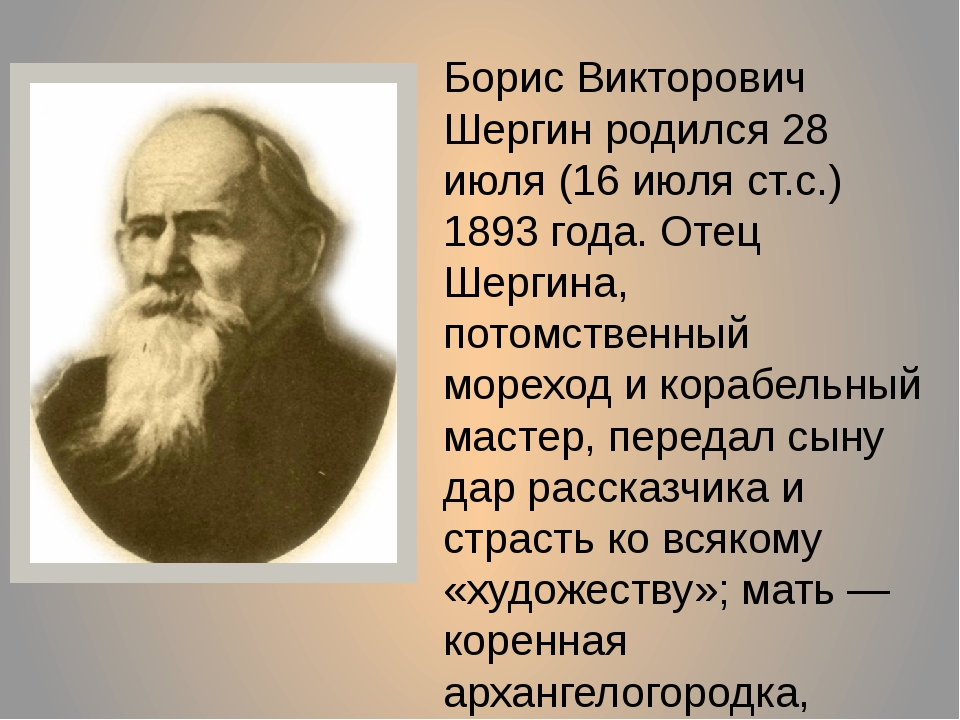 Борис Викторович
Шергин родился 28
июля (16 июля ст.с.)
1893 года. Отец
Шергина,
потомственный
мореход и корабельный
мастер, передал сыну
дар рассказчика и
страсть ко всякому
«художеству»; мать —
коренная
архангелогородка,